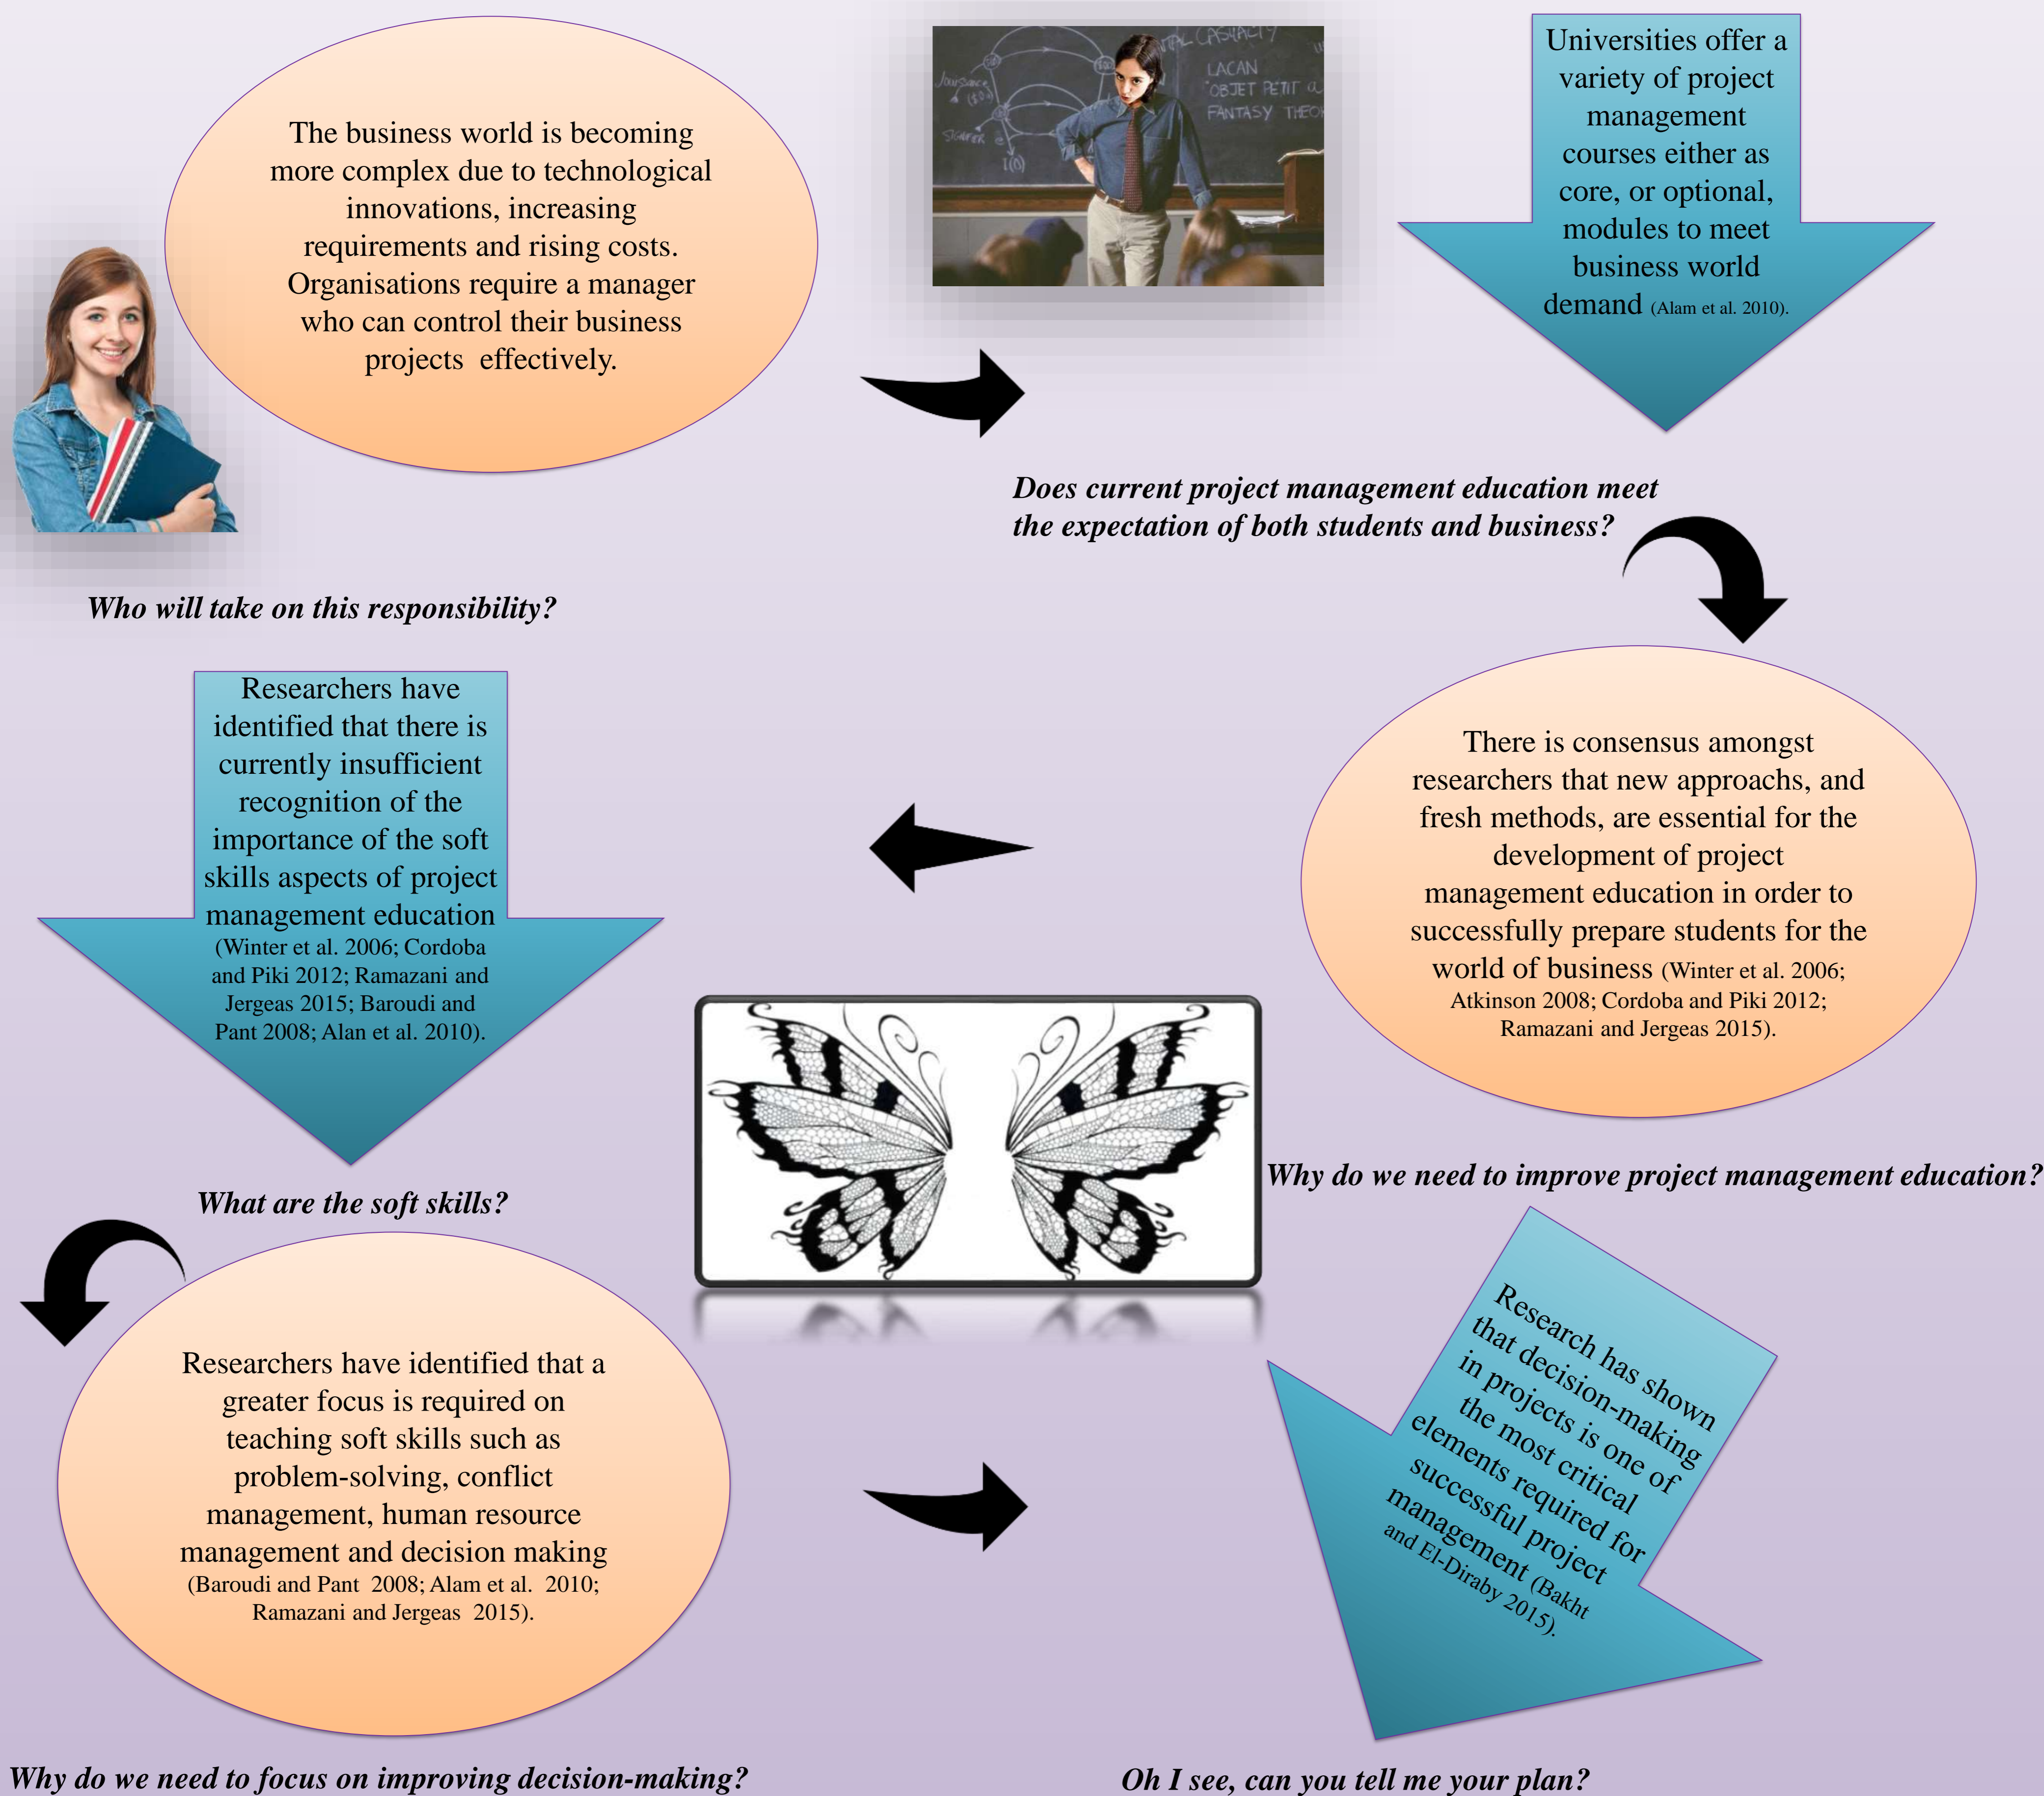 The business world is becoming
more complex due to technological
innovations, increasing
requirements and rising costs.
Organisations require a manager
who can control their business
projects effectively.
Who will take on this responsibility?
TAL CASUALTY
LACAN
"OBJET PETIT a
FANTASY THEOR
Jouissance
SIGNIFIER
Universities offer a
variety of project
management
courses either as
core, or optional,
modules to meet
business world
demand (Alam et al. 2010).
Does current project management education meet
the expectation of both students and business?
There is consensus amongst
researchers that new approachs, and
fresh methods, are essential for the
development of project
management education in order to
successfully prepare students for the
world of business (Winter et al. 2006;
Atkinson 2008; Cordoba and Piki 2012;
Ramazani and Jergeas 2015).
Why do we need to improve project management education?
Researchers have
identified that there is
currently insufficient
recognition of the
importance of the soft
skills aspects of project
management education
(Winter et al. 2006; Cordoba
and Piki 2012; Ramazani and
Jergeas 2015; Baroudi and
Pant 2008; Alan et al. 2010).
What are the soft skills?
Researchers have identified that a
greater focus is required on
teaching soft skills such as
problem-solving, conflict
management, human resource
management and decision making
(Baroudi and Pant 2008; Alam et al. 2010;
Ramazani and Jergeas 2015).
Why do we need to focus on improving decision-making?
Research has shown
that decision-making
in projects is one of
the most critical
elements required for
successful project
management (Bakht
and El-Diraby 2015).
Oh I see, can you tell me your plan?